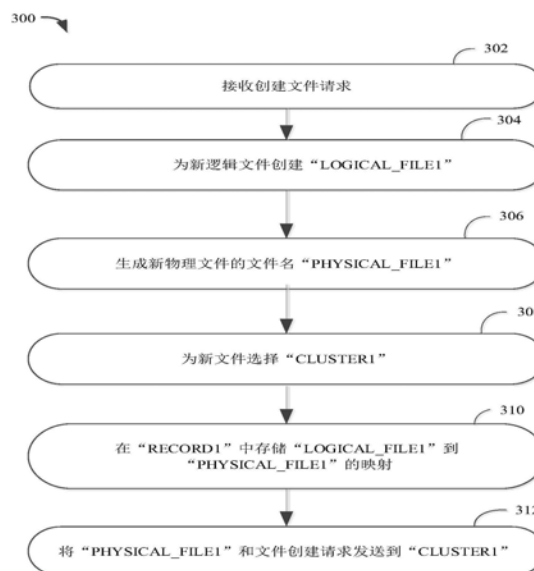 300
302
接收创建文件请求
304
为新逻辑文件创建“LOGICAL_FILE1”
306
生成新物理文件的文件名“PHYSICAL_FILE1”
为新文件选择“CLUSTER1”
310
在“RECORD1”中存储“LOGICAL_FILE1”到
“PHYSICAL_FILE1”的映射
312
将“PHYSICAL_FILE1”和文件创建请求发送到“CLUSTER1”